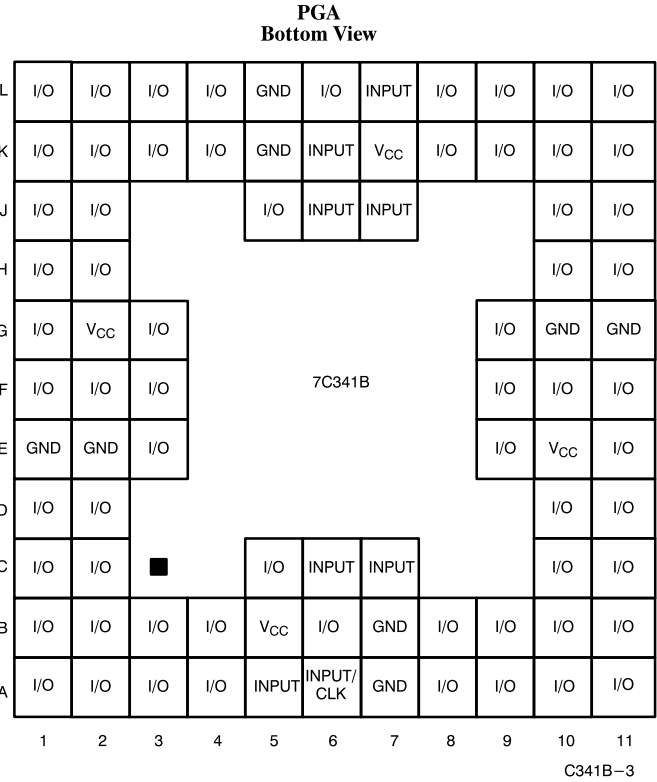 PGA
Bottom View
L I/O I/O I/O I/O GND I/O INPUT I/O I/O I/O I/O
K I/O I/O I/O I/O GND INPUT VCC I/O I/O I/O I/O
J I/O I/O I/O INPUT INPUT I/O I/O
H I/O I/O I/O I/O
G I/O VCC I/O I/O GND GND
F I/O I/O I/O 7C341B I/O I/O I/O
E GND GND I/O I/O VCC I/O
D I/O I/O I/O I/O
C I/O I/O I/O INPUT INPUT I/O I/O
B I/O I/O I/O I/O VCC I/O GND I/O I/O I/O I/O
A I/O I/O I/O I/O INPUT INPUT/CLK GND I/O I/O I/O I/O
1 2 3 4 5 6 7 8 9 10 11
C341B–3